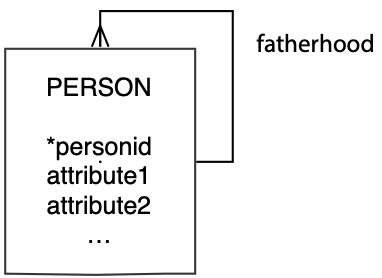 fatherhood
PERSON
*personid
attribute1
attribute2
...